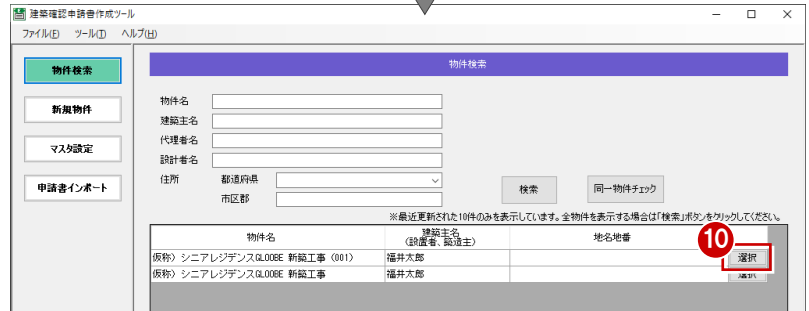 建築確認申請書作成ツール
ファイル(F) ツール(T) ヘルプ(H)
物件検索
物件検索
新規物件
マスタ設定
申請書インポート
物件名
建築主名
代理者名
設計者名
住所 都道府県
市区郡
検索 同一物件チェック
※最近更新された10件のみを表示しています。全物件を表示する場合は「検索」ボタンをクリックしてください。
物件名 建築主名 地名地番
(設置者、築造主)
10
仮称）シニアレジデンスGLOOBE 新築工事（001） 福井太郎 選択
仮称）シニアレジデンスGLOOBE 新築工事 福井太郎 選択